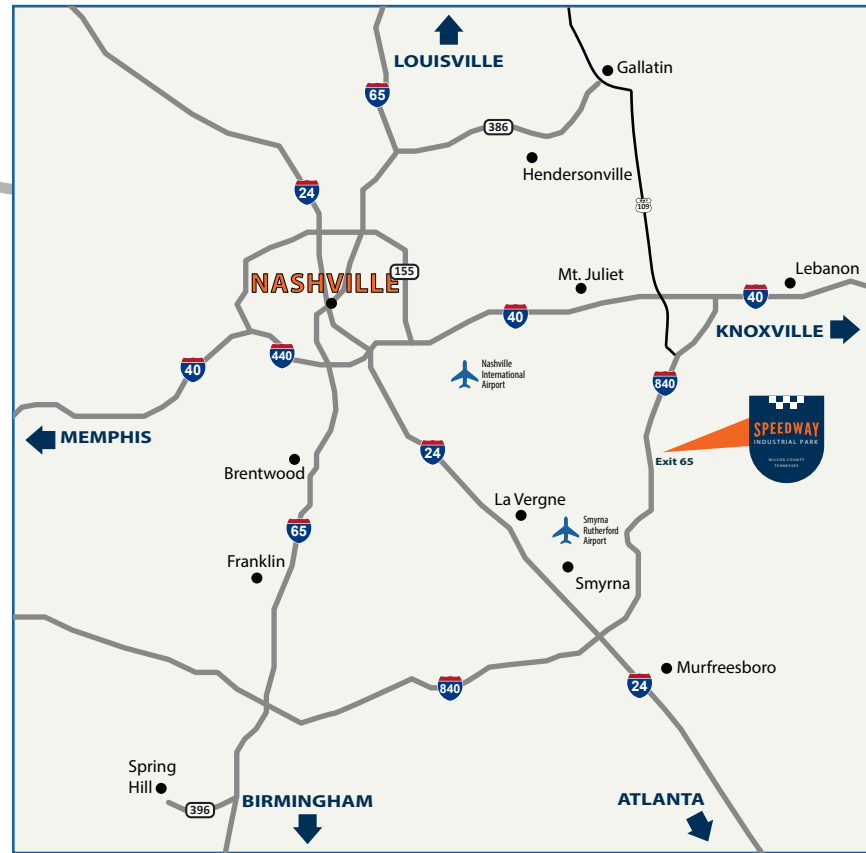 LOUISVILLE
65
Gallatin
386
Hendersonville
24
109
155
NASHVILLE
Mt. Juliet
Lebanon
40
40
KNOXVILLE
440
40
Nashville
International
Airport
840
MEMPHIS
SPEEDWAY
INDUSTRIAL PARK
WILSON COUNTY
TENNESSEE
Exit 65
Brentwood
24
La Vergne
65
Smyrna
Rutherford
Airport
Franklin
Smyrna
Murfreesboro
840
24
Spring
Hill
396
BIRMINGHAM
ATLANTA